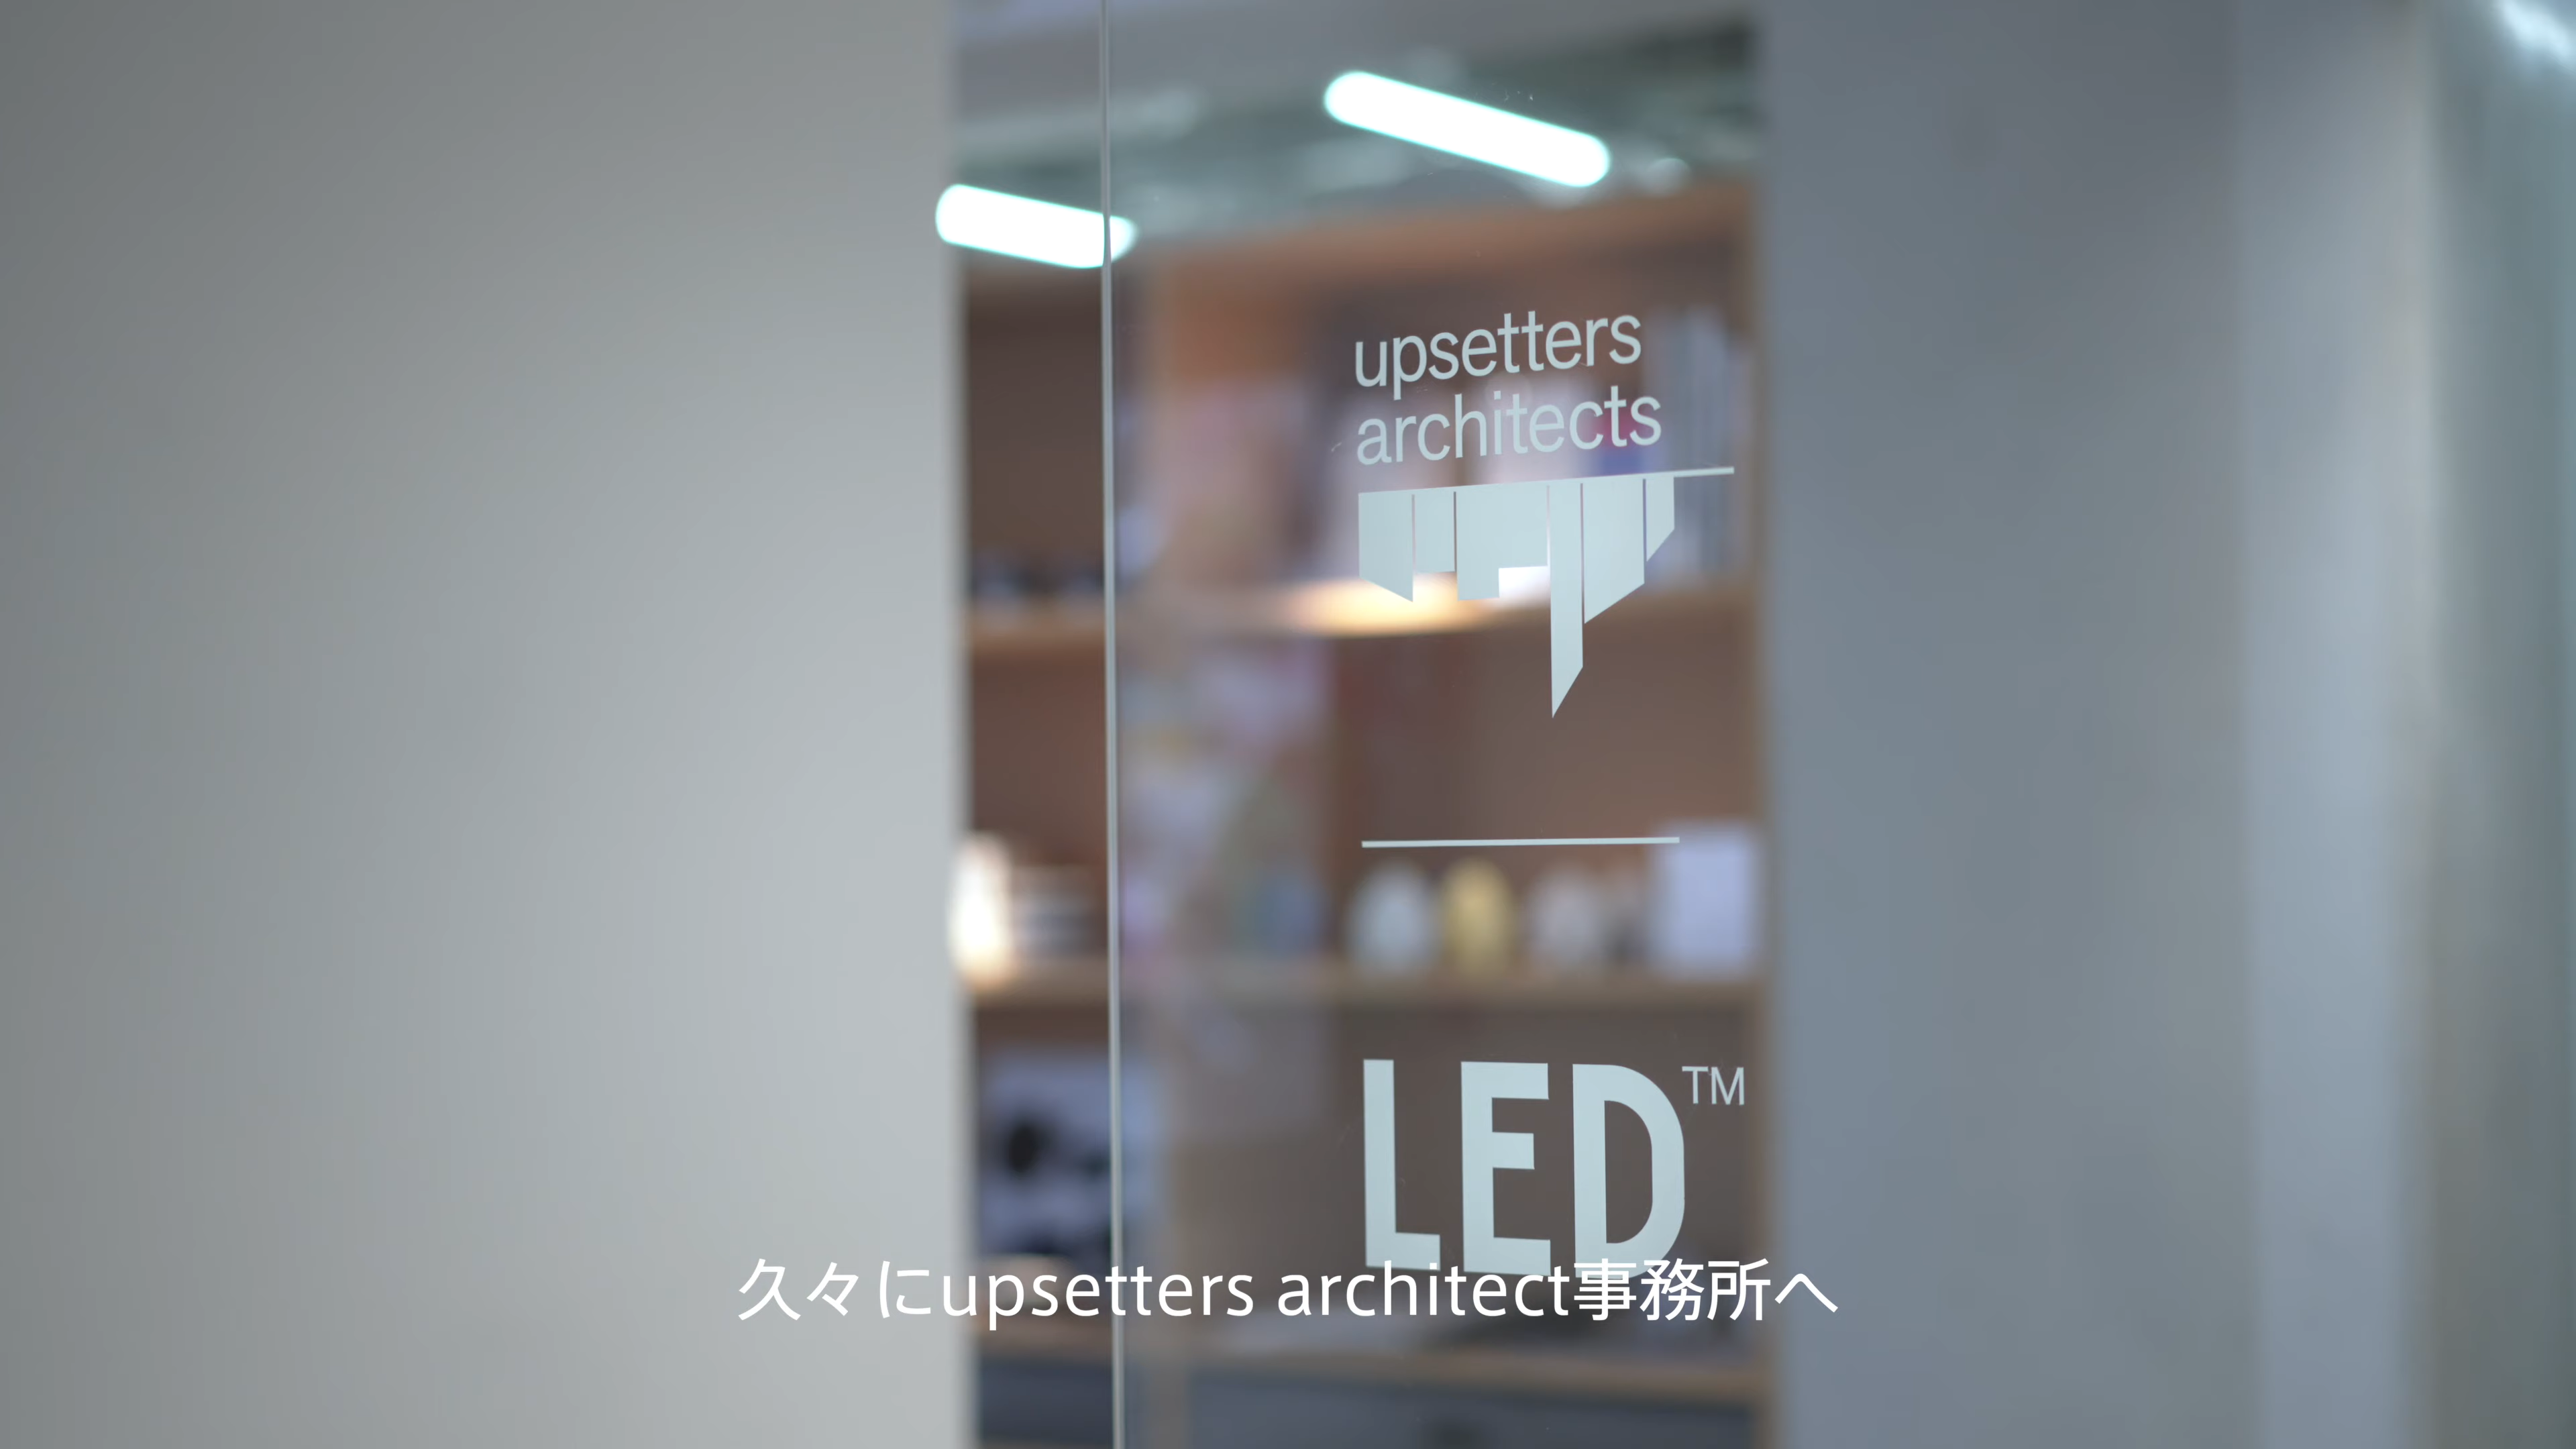 upsetters
architects
LED™
久々にupsetters architect事務所へ